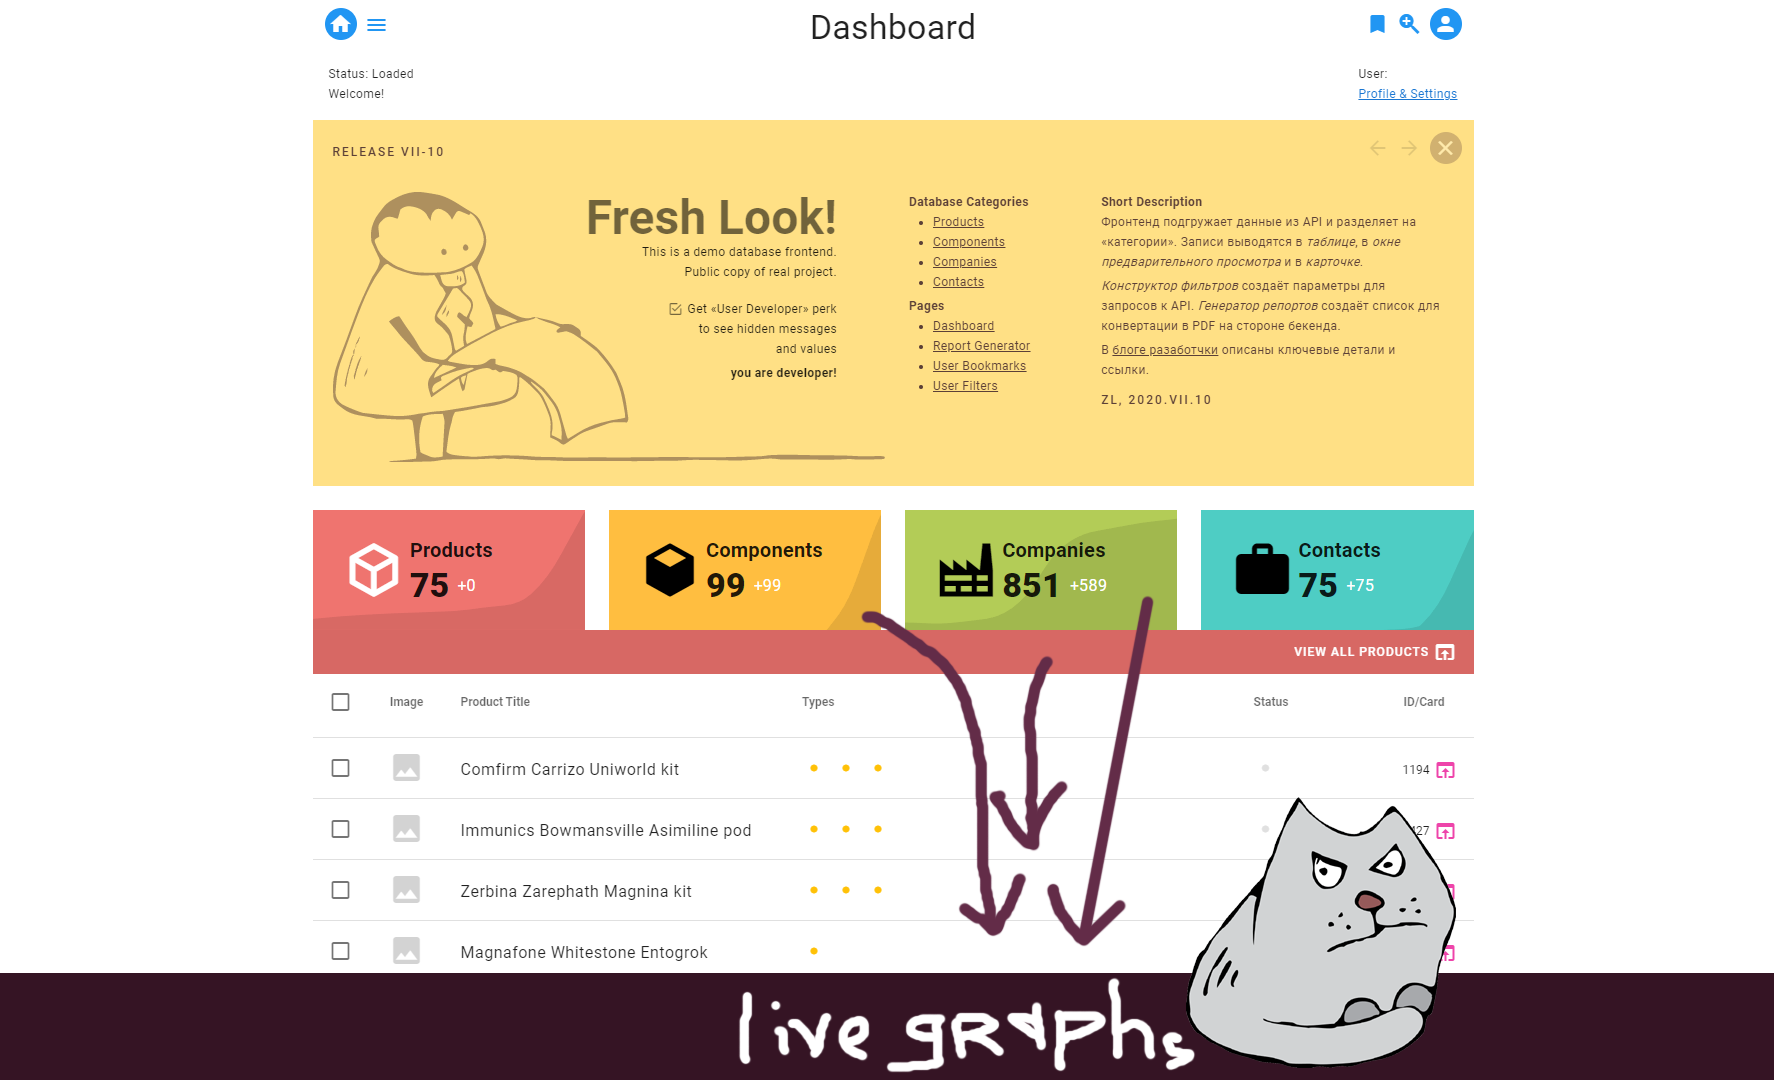 Dashboard
Status: Loaded
Welcome!
User:
Profile & Settings
RELEASE VII-10
Fresh Look!
This is a demo database frontend.
Public copy of real project.
Get «User Developer» perk
to see hidden messages
and values
you are developer!
Database Categories
Products
Components
Companies
Contacts
Pages
Dashboard
Report Generator
User Bookmarks
User Filters
Short Description
Фронтенд подгружает данные из API и разделяет на
«категории». Записи выводятся в таблице, в окне
предварительного просмотра и в карточке.
Конструктор фильтров создаёт параметры для
запросов к API. Генератор репортов создаёт список для
конвертации в PDF на стороне бекенда.
В блоге разаботчки описаны ключевые детали и
ссылки.
ZL, 2020.VII.10
Products
75 +0
Components
99 +99
Companies
851 +589
Contacts
75 +75
VIEW ALL PRODUCTS
Image Product Title Types Status ID/Card
Comfirm Carrizo Uniworld kit 1194
Immunics Bowmansville Asimiline pod
Zerbina Zarephath Magnina kit
Magnafone Whitestone Entogrok
live graphs